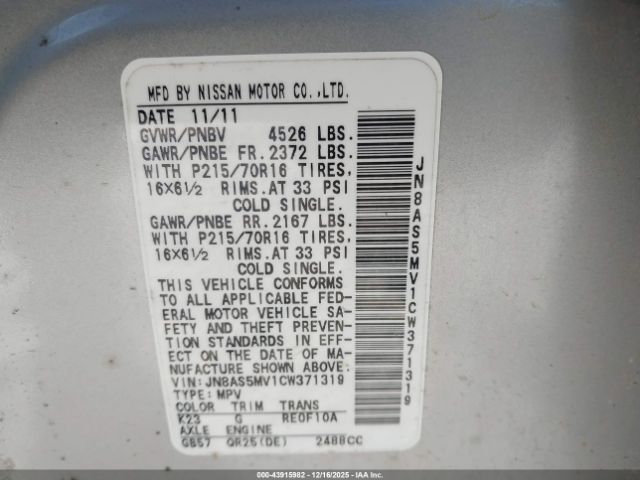 MFD BY NISSAN MOTOR CO.,LTD.
DATE 11/11
GVWR/PNBV 4526 LBS.
GAWR/PNBE FR.2372 LBS.
WITH P215/70R16 TIRES,
16X6½ RIMS.AT 33 PSI
COLD SINGLE.
GAWR/PNBE RR.2167 LBS.
WITH P215/70R16 TIRES,
16X6½ RIMS.AT 33 PSI
COLD SINGLE.
THIS VEHICLE CONFORMS
TO ALL APPLICABLE FED-
ERAL MOTOR VEHICLE SA-
FETY AND THEFT PREVEN-
TION STANDARDS IN EFF-
ECT ON THE DATE OF MA-
NUFACTURE SHOWN ABOVE.
VIN:JN8AS5MV1CW371319
TYPE:MPV
COLOR TRIM TRANS
K23 G RE0F10A
AXLE ENGINE
GB57 QR25(DE) 2488CC
JN8AS5MV1CW371319
000-43915982 - 12/16/2025 - IAAI.COM